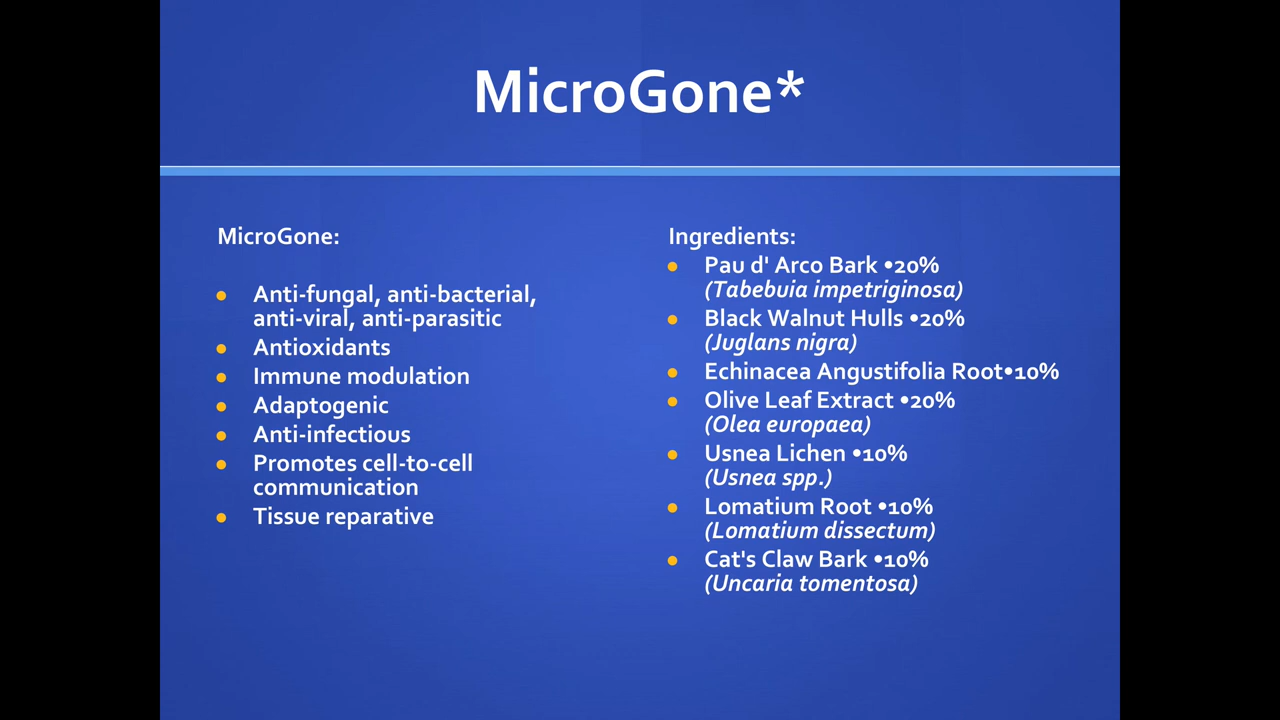 MicroGone*
MicroGone:
• Anti-fungal, anti-bacterial,
anti-viral, anti-parasitic
• Antioxidants
• Immune modulation
• Adaptogenic
• Anti-infectious
• Promotes cell-to-cell
communication
• Tissue reparative
Ingredients:
• Pau d' Arco Bark •20%
(Tabebuia impetriginosa)
• Black Walnut Hulls •20%
(Juglans nigra)
• Echinacea Angustifolia Root•10%
• Olive Leaf Extract •20%
(Olea europaea)
• Usnea Lichen •10%
(Usnea spp.)
• Lomatium Root •10%
(Lomatium dissectum)
• Cat's Claw Bark •10%
(Uncaria tomentosa)